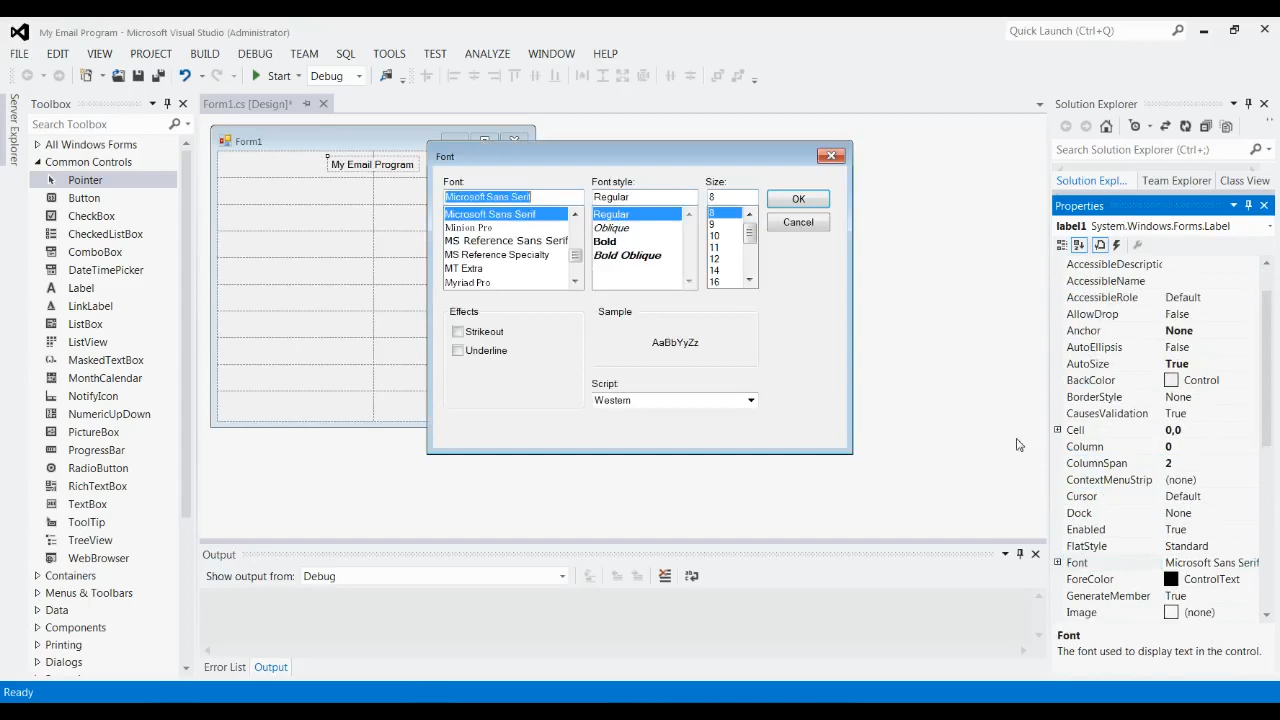 My Email Program - Microsoft Visual Studio (Administrator)
Quick Launch (Ctrl+Q)
FILE EDIT VIEW PROJECT BUILD DEBUG TEAM SQL TOOLS TEST ANALYZE WINDOW HELP
Start Debug
Server Explorer
Toolbox
Search Toolbox
All Windows Forms
Common Controls
Pointer
Button
CheckBox
CheckedListBox
ComboBox
DateTimePicker
Label
LinkLabel
ListBox
ListView
MaskedTextBox
MonthCalendar
NotifyIcon
NumericUpDown
PictureBox
ProgressBar
RadioButton
RichTextBox
TextBox
ToolTip
TreeView
WebBrowser
Containers
Menus & Toolbars
Data
Components
Printing
Dialogs
Form1.cs [Design]*
Form1
My Email Program
Font
Font:
Microsoft Sans Serif
Microsoft Sans Serif
Minion Pro
MS Reference Sans Serif
MS Reference Specialty
MT Extra
Myriad Pro
Font style:
Regular
Regular
Oblique
Bold
Bold Oblique
Size:
8
8
9
10
11
12
14
16
OK
Cancel
Effects
Strikeout
Underline
Sample
AaBbYyZz
Script:
Western
Output
Show output from: Debug
Error List Output
Solution Explorer
Search Solution Explorer (Ctrl+;)
Solution Expl... Team Explorer Class View
Properties
label1 System.Windows.Forms.Label
AccessibleDescriptic
AccessibleName
AccessibleRole Default
AllowDrop False
Anchor None
AutoEllipsis False
AutoSize True
BackColor Control
BorderStyle None
CausesValidation True
Cell 0,0
Column 0
ColumnSpan 2
ContextMenuStrip (none)
Cursor Default
Dock None
Enabled True
FlatStyle Standard
Font Microsoft Sans Serif
ForeColor ControlText
GenerateMember True
Image (none)
Font
The font used to display text in the control.
Ready